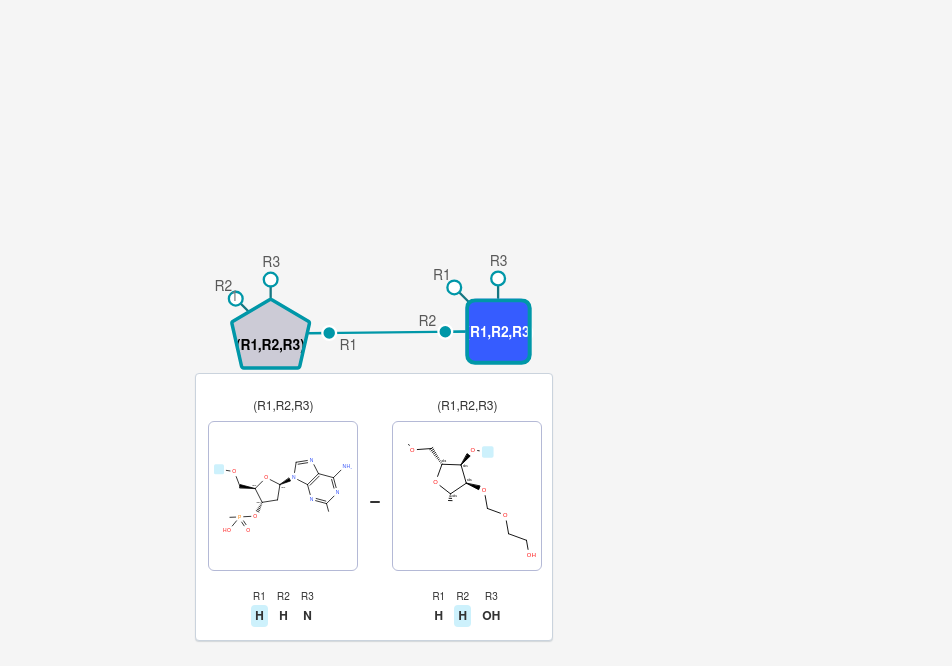 R3
R3
R1
R2
R2
R1,R2,R3
(R1,R2,R3)
R1
(R1,R2,R3) (R1,R2,R3)
O
O
N
NH
O
N
O
N
N
N
O
P
HO
O
O
O
O
O
OH
–
R1 R2 R3 R1 R2 R3
H H N H H OH